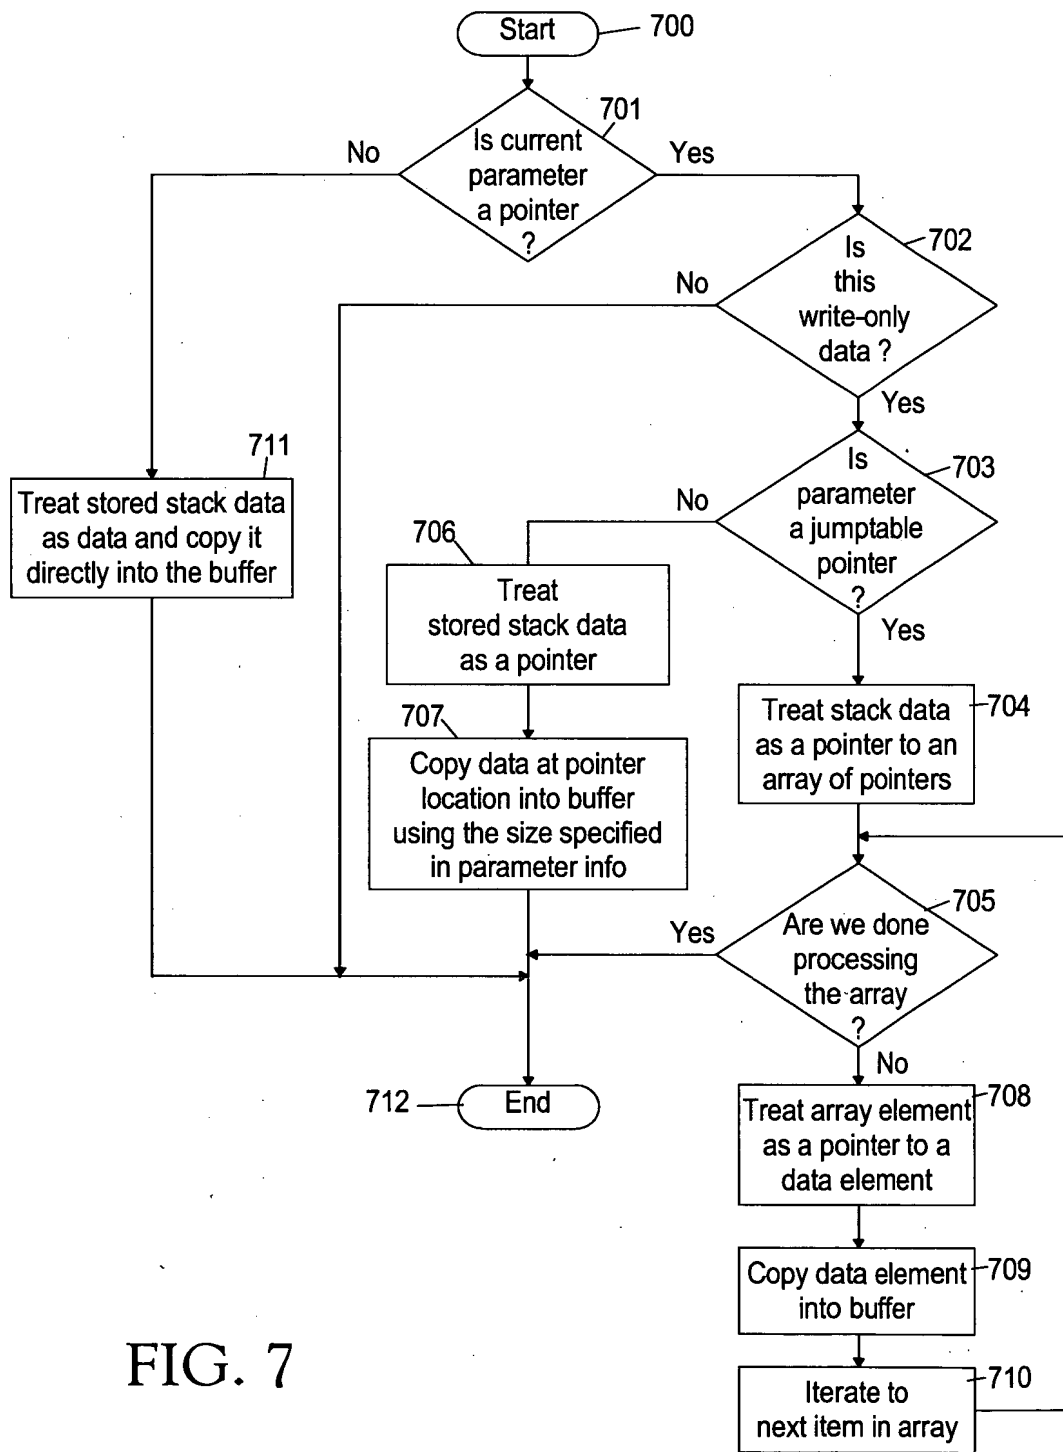 Start
700
701
Is current
parameter
a pointer
?
No
Yes
702
Is
this
write-only
data ?
No
Yes
703
Is
parameter
a jumptable
pointer
?
No
Yes
711
Treat stored stack data
as data and copy it
directly into the buffer
706
Treat
stored stack data
as a pointer
707
Copy data at pointer
location into buffer
using the size specified
in parameter info
704
Treat stack data
as a pointer to an
array of pointers
705
Are we done
processing
the array
?
Yes
No
712
End
708
Treat array element
as a pointer to a
data element
709
Copy data element
into buffer
710
Iterate to
next item in array
FIG. 7